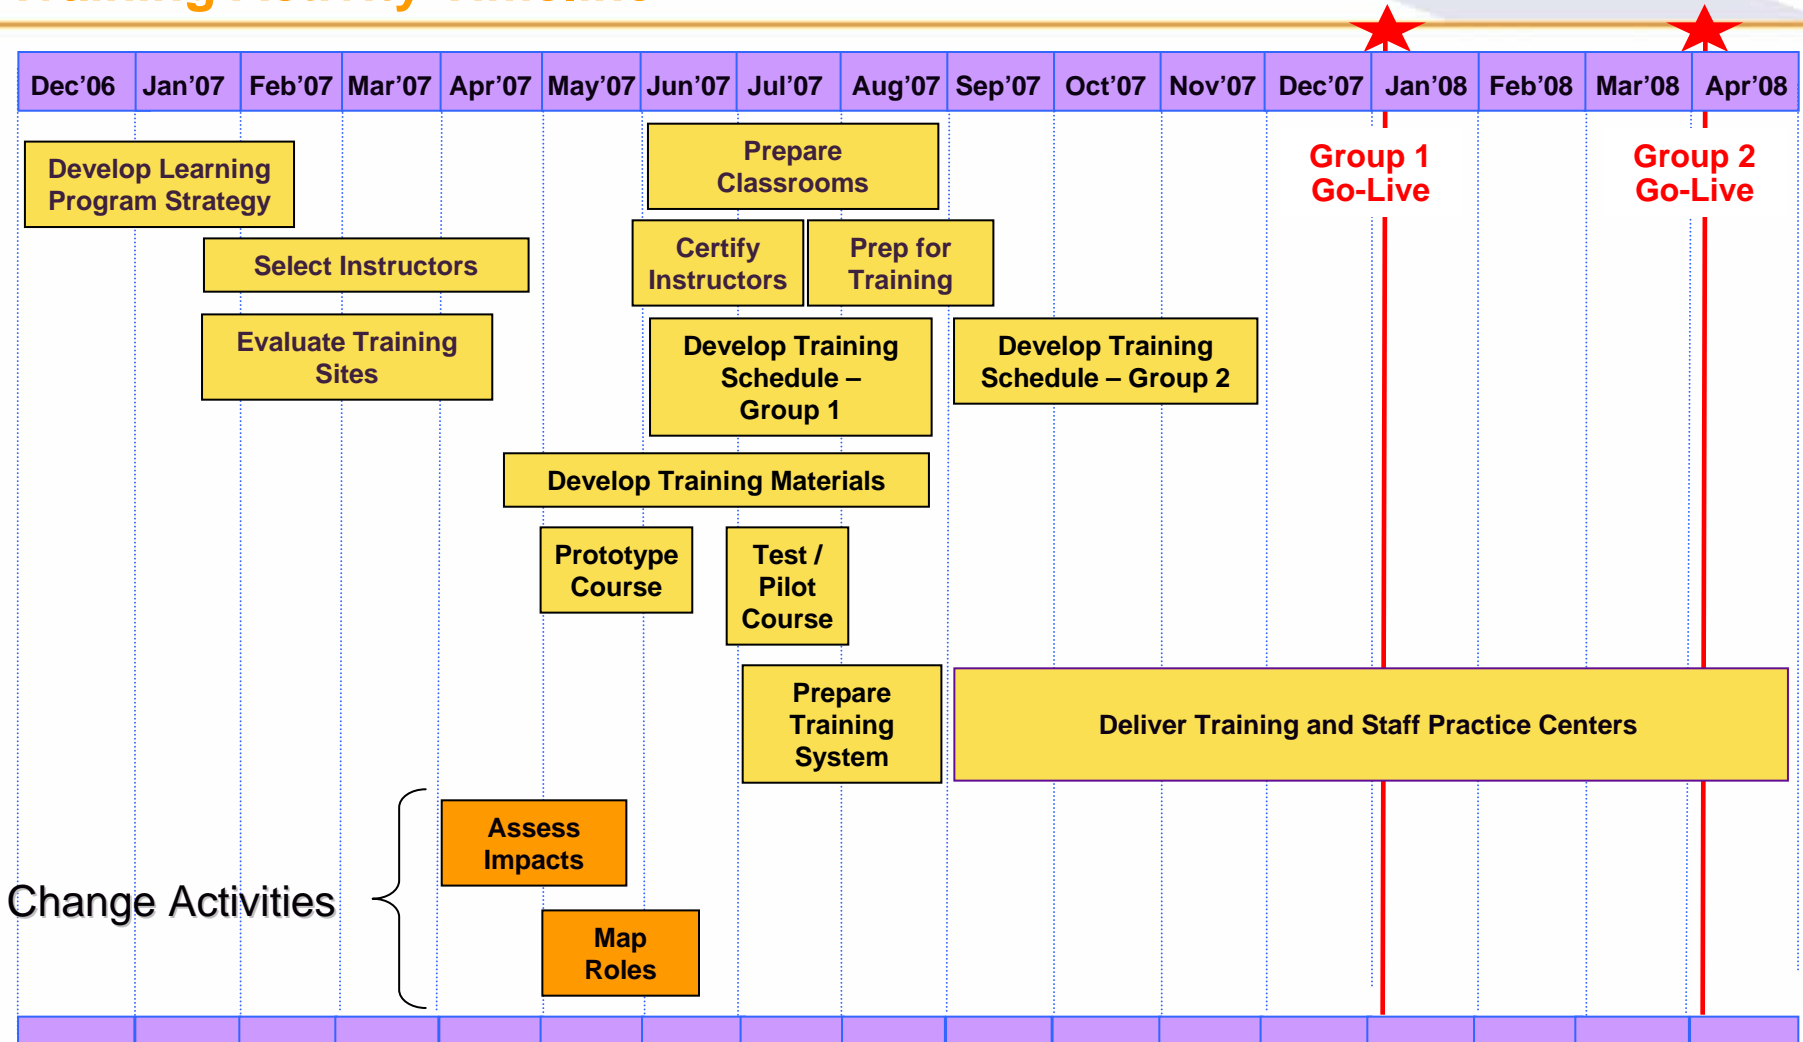 Training Activity Timeline
Dec’06 Jan’07 Feb’07 Mar’07 Apr’07 May’07 Jun’07 Jul’07 Aug’07 Sep’07 Oct’07 Nov’07 Dec’07 Jan’08 Feb’08 Mar’08 Apr’08
Develop Learning
Program Strategy
Prepare
Classrooms
Group 1
Go-Live
Group 2
Go-Live
Select Instructors
Certify
Instructors
Prep for
Training
Evaluate Training
Sites
Develop Training
Schedule –
Group 1
Develop Training
Schedule – Group 2
Develop Training Materials
Prototype
Course
Test /
Pilot
Course
Prepare
Training
System
Deliver Training and Staff Practice Centers
Change Activities
Assess
Impacts
Map
Roles